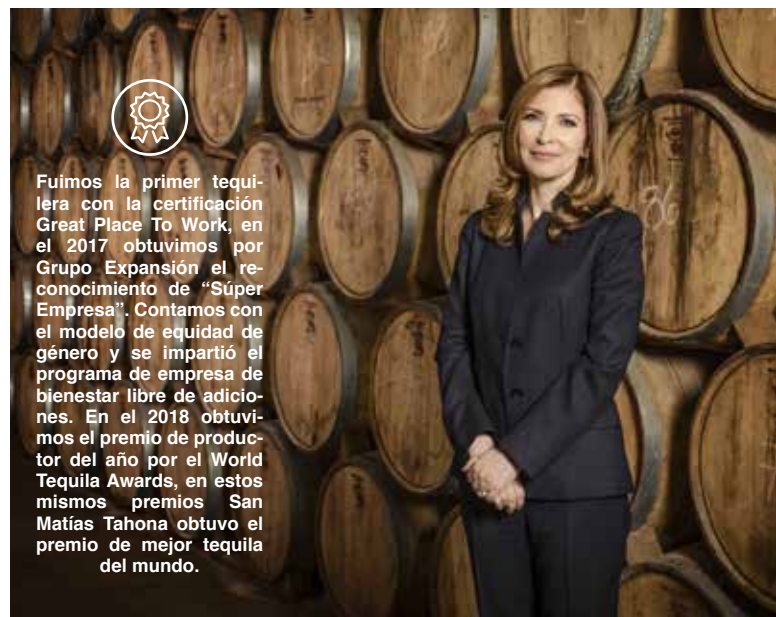 Fuimos la primer tequi-
lera con la certificación
Great Place To Work, en
el 2017 obtuvimos por
Grupo Expansión el re-
conocimiento de “Súper
Empresa”. Contamos con
el modelo de equidad de
género y se impartió el
programa de empresa de
bienestar libre de adicio-
nes. En el 2018 obtuvi-
mos el premio de produc-
tor del año por el World
Tequila Awards, en estos
mismos premios San
Matías Tahona obtuvo el
premio de mejor tequila
del mundo.
36